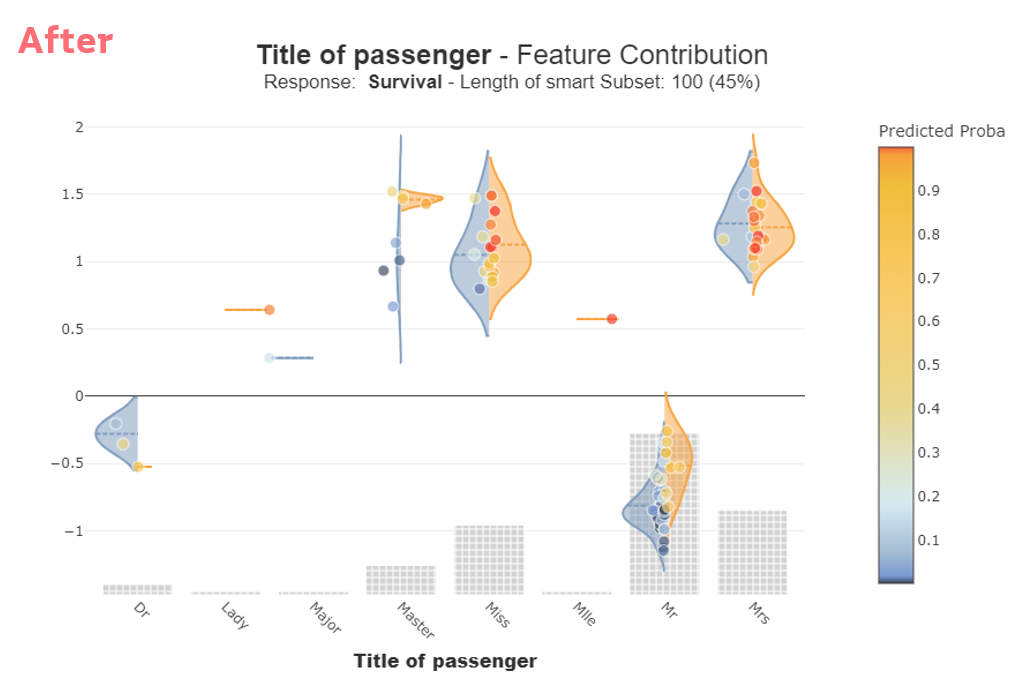 After
Title of passenger - Feature Contribution
Response: Survival - Length of smart Subset: 100 (45%)
Predicted Proba
2
1.5
1
0.5
0
−0.5
−1
0.9
0.8
0.7
0.6
0.5
0.4
0.3
0.2
0.1
Dr
Lady
Major
Master
Miss
Mlle
Mr
Mrs
Title of passenger